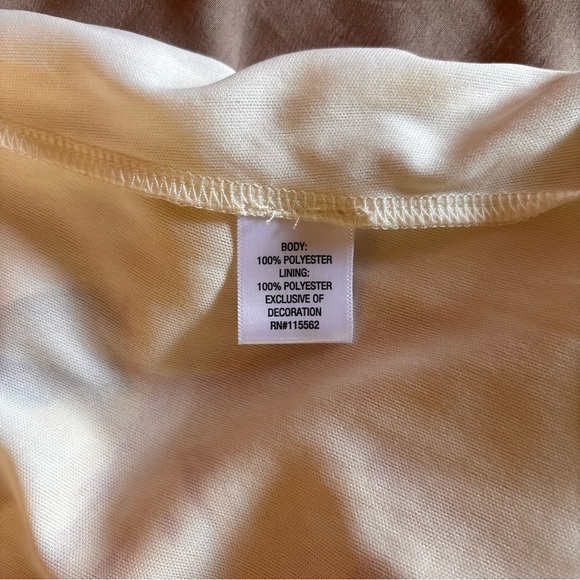 BODY:
100% POLYESTER
LINING:
100% POLYESTER
EXCLUSIVE OF
DECORATION
RN#115562